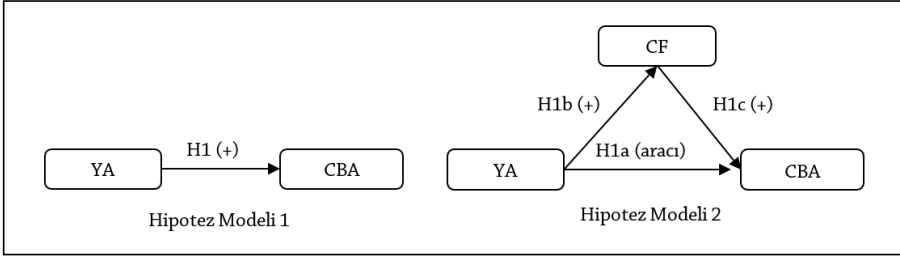 YA
H1 (+)
CBA
Hipotez Modeli 1
CF
H1b (+)
H1c (+)
H1a (aracı)
YA
CBA
Hipotez Modeli 2